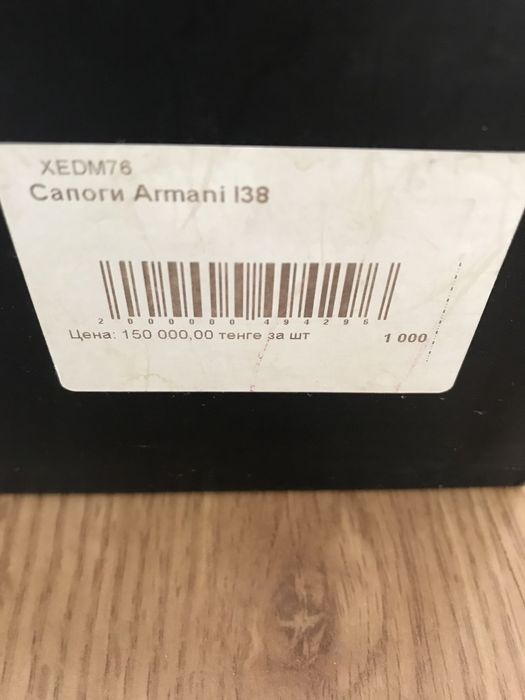 XEDM76
Сапоги Armani I38
2000000494296
Цена: 150 000,00 тенге за шт
1 000